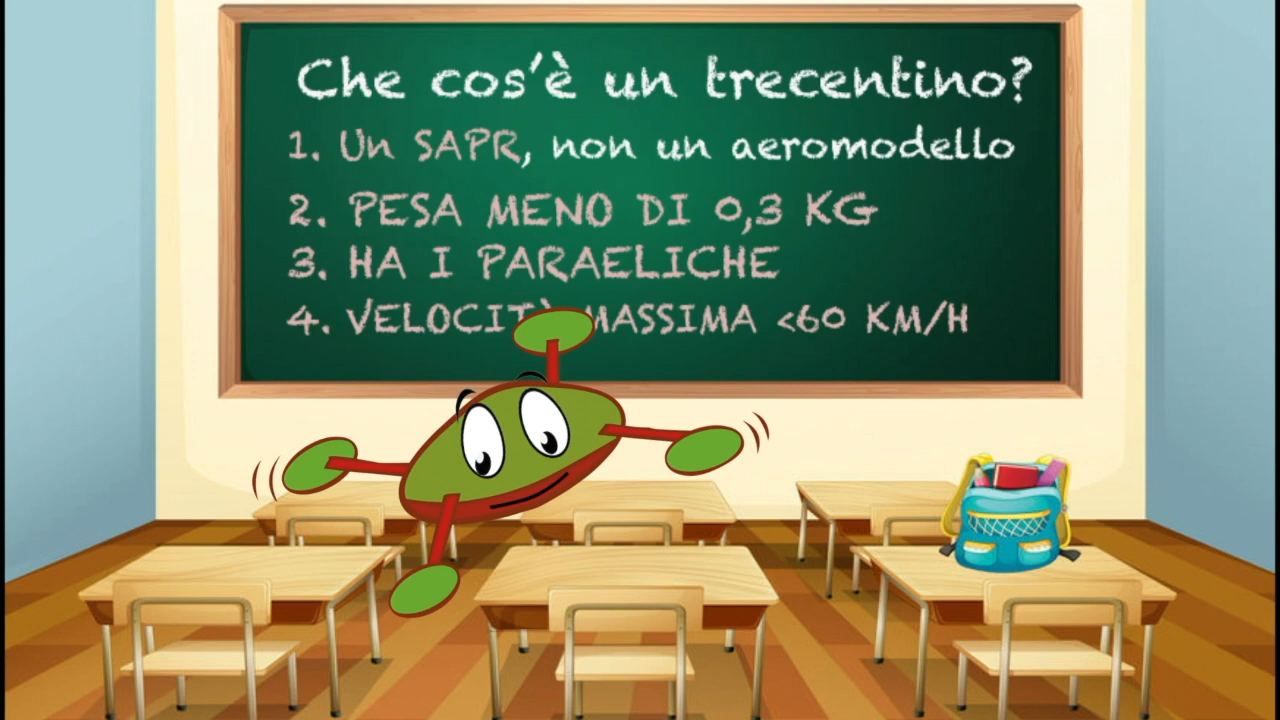 Che cos'è un trecentino?
1. Un SAPR, non un aeromodello
2. PESA MENO DI 0,3 KG
3. HA I PARAELICHE
4. VELOCITÀ MASSIMA <60 KM/H